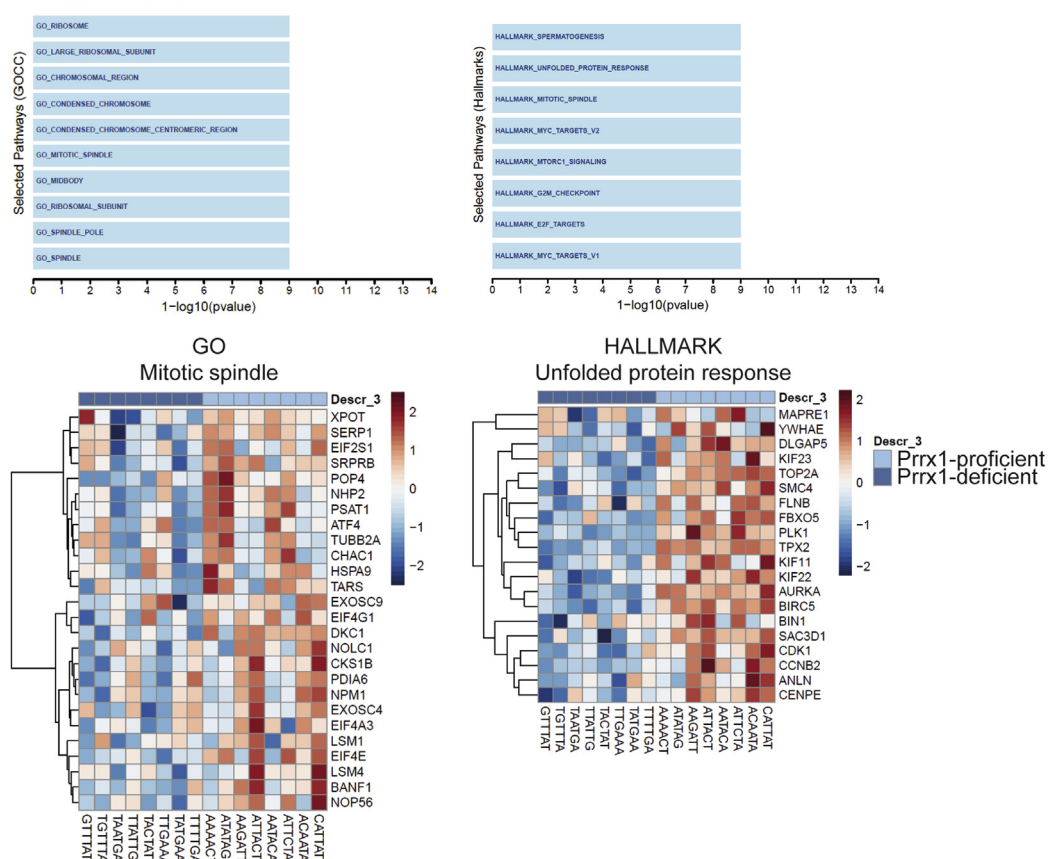 Selected Pathways (GOCC)
GO_RIBOSOME
GO_LARGE_RIBOSOMAL_SUBUNIT
GO_CHROMOSOMAL_REGION
GO_CONDENSED_CHROMOSOME
GO_CONDENSED_CHROMOSOME_CENTROMERIC_REGION
GO_MITOTIC_SPINDLE
GO_MIDBODY
GO_RIBOSOMAL_SUBUNIT
GO_SPINDLE_POLE
GO_SPINDLE
0 1 2 3 4 5 6 7 8 9 10 11 12 13 14
1-log10(pvalue)
Selected Pathways (Hallmarks)
HALLMARK_SPERMATOGENESIS
HALLMARK_UNFOLDED_PROTEIN_RESPONSE
HALLMARK_MITOTIC_SPINDLE
HALLMARK_MYC_TARGETS_V2
HALLMARK_MTORC1_SIGNALING
HALLMARK_G2M_CHECKPOINT
HALLMARK_E2F_TARGETS
HALLMARK_MYC_TARGETS_V1
0 1 2 3 4 5 6 7 8 9 10 11 12 13 14
1-log10(pvalue)
GO
Mitotic spindle
Descr_3
XPOT
SERP1
EIF2S1
SRPRB
POP4
NHP2
PSAT1
ATF4
TUBB2A
CHAC1
HSPA9
TARS
EXOSC9
EIF4G1
DKC1
NOLC1
CKS1B
PDIA6
NPM1
EXOSC4
EIF4A3
LSM1
EIF4E
LSM4
BANF1
NOP56
2
1
0
−1
−2
GTTTAT TGTTTA TAATGA TTATTG TACTAT TTGAAA TATGAA TTTTGA AAAACT ATATAG AAGATT ATTACT AATACA ATTCTA ACAATA CATTAT
HALLMARK
Unfolded protein response
Descr_3
MAPRE1
YWHAE
DLGAP5
KIF23
TOP2A
SMC4
FLNB
FBXO5
PLK1
TPX2
KIF11
KIF22
AURKA
BIRC5
BIN1
SAC3D1
CDK1
CCNB2
ANLN
CENPE
2
1
0
−1
−2
GTTTAT TGTTTA TAATGA TTATTG TACTAT TTGAAA TATGAA TTTTGA AAAACT ATATAG AAGATT ATTACT AATACA ATTCTA ACAATA CATTAT
Descr_3
Prrx1-proficient
Prrx1-deficient